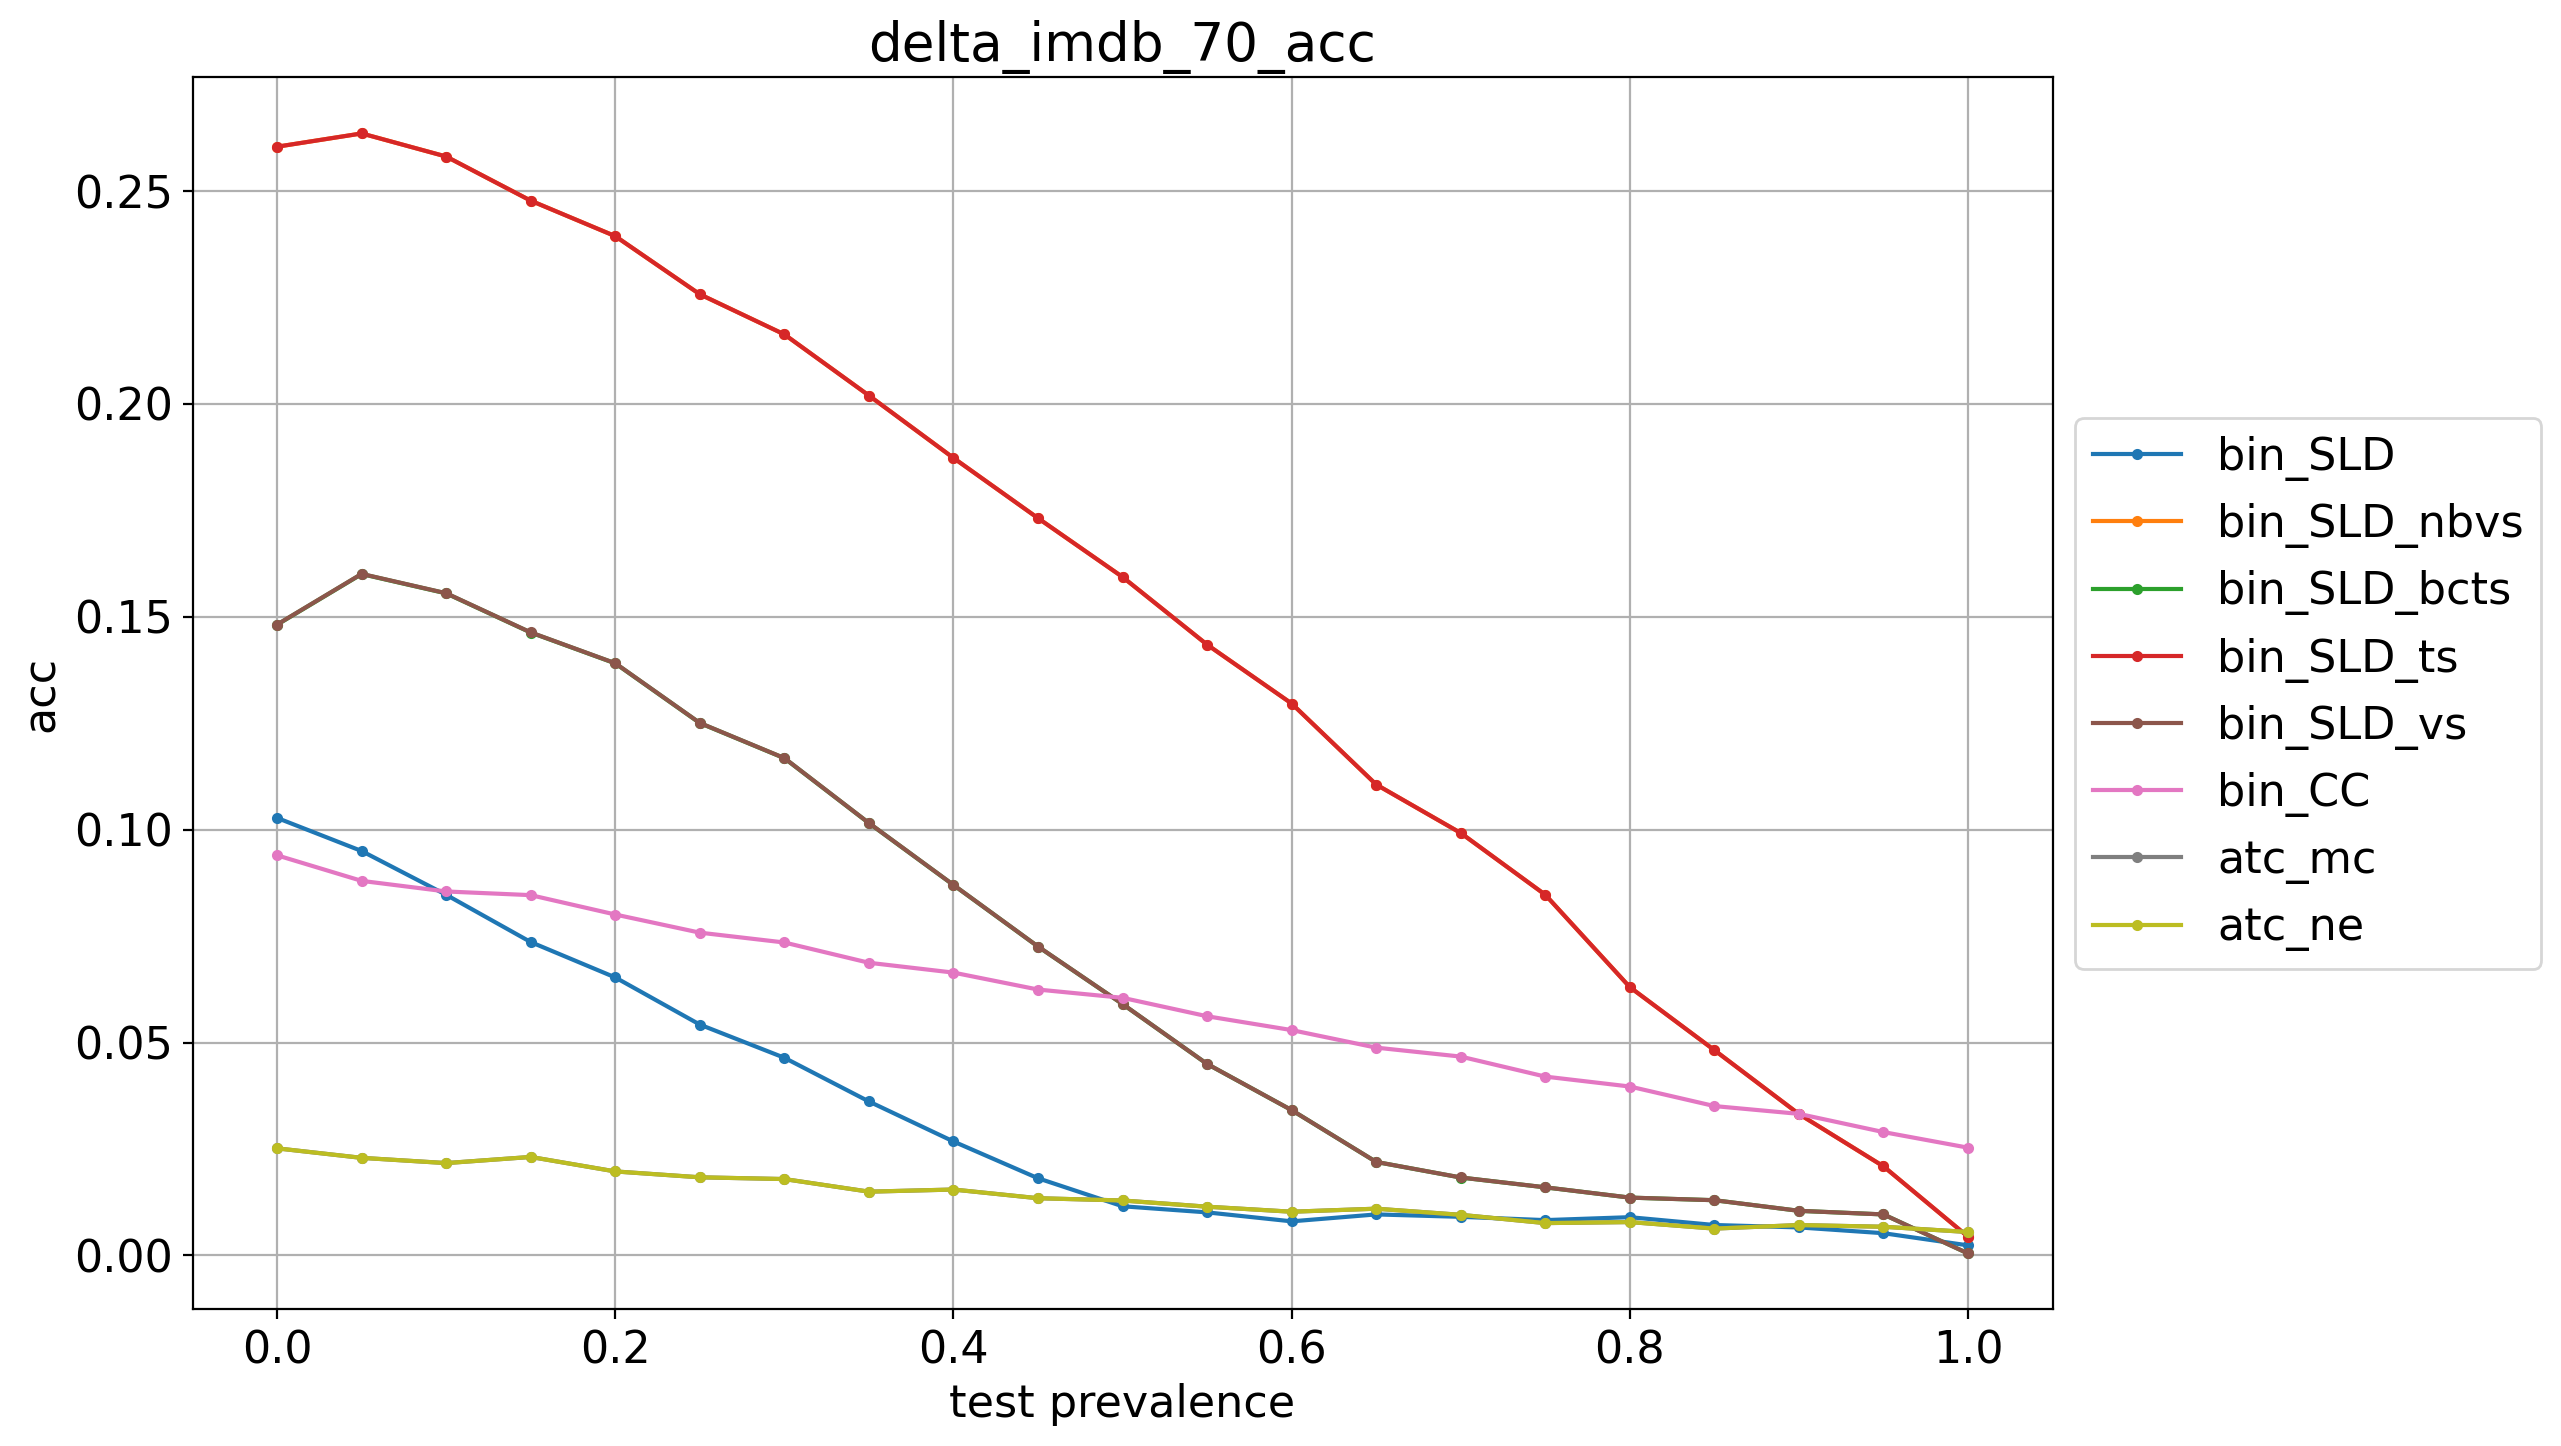 delta_imdb_70_acc
acc
0.25
0.20
0.15
0.10
0.05
0.00
0.0 0.2 0.4 0.6 0.8 1.0
test prevalence
bin_SLD
bin_SLD_nbvs
bin_SLD_bcts
bin_SLD_ts
bin_SLD_vs
bin_CC
atc_mc
atc_ne